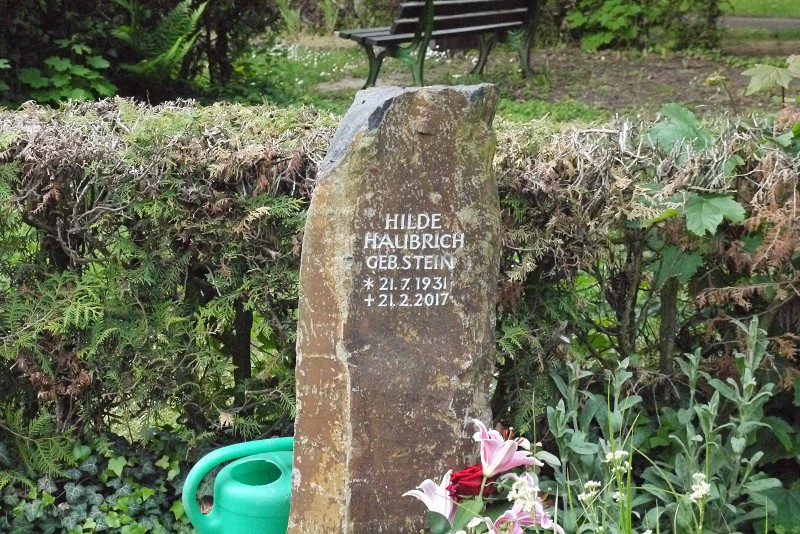 HILDE
HAUBRICH
GEB.STEIN
* 21.7.1931
+ 21.2.2017